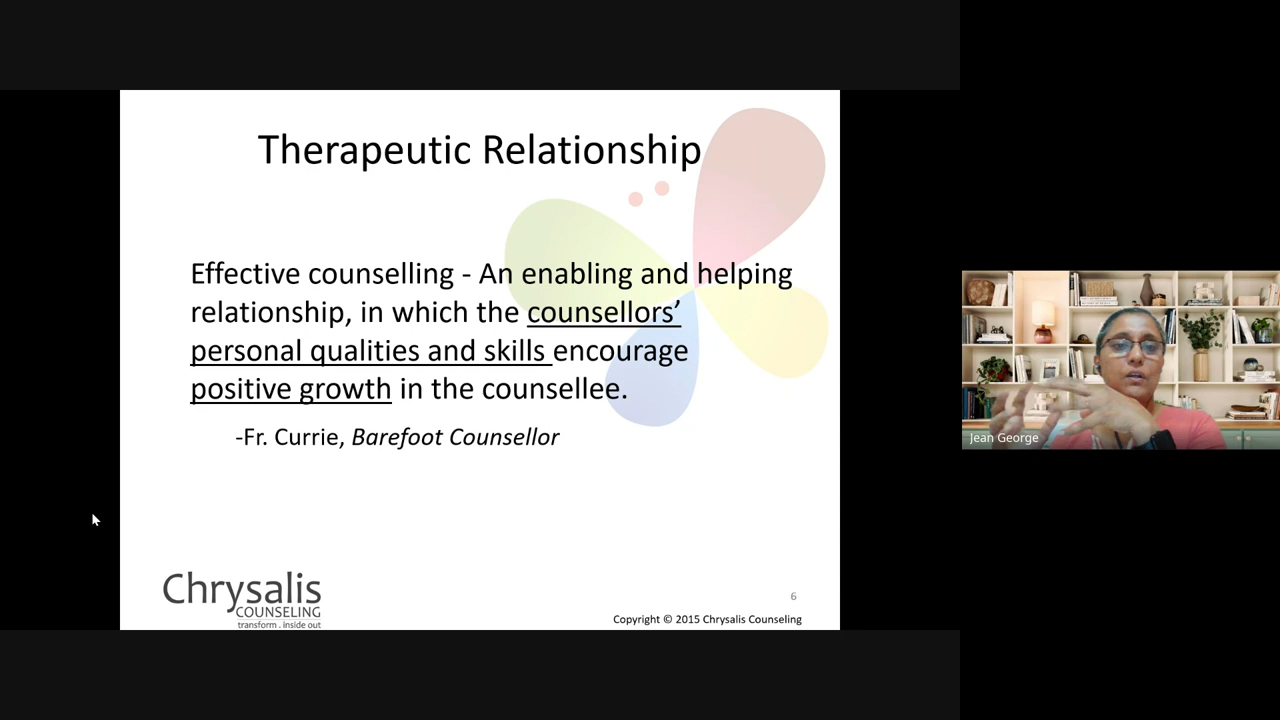 Therapeutic Relationship
Effective counselling - An enabling and helping
relationship, in which the counsellors’
personal qualities and skills encourage
positive growth in the counsellee.
-Fr. Currie, Barefoot Counsellor
Jean George
Chrysalis
COUNSELING
transform . inside out
6
Copyright © 2015 Chrysalis Counseling